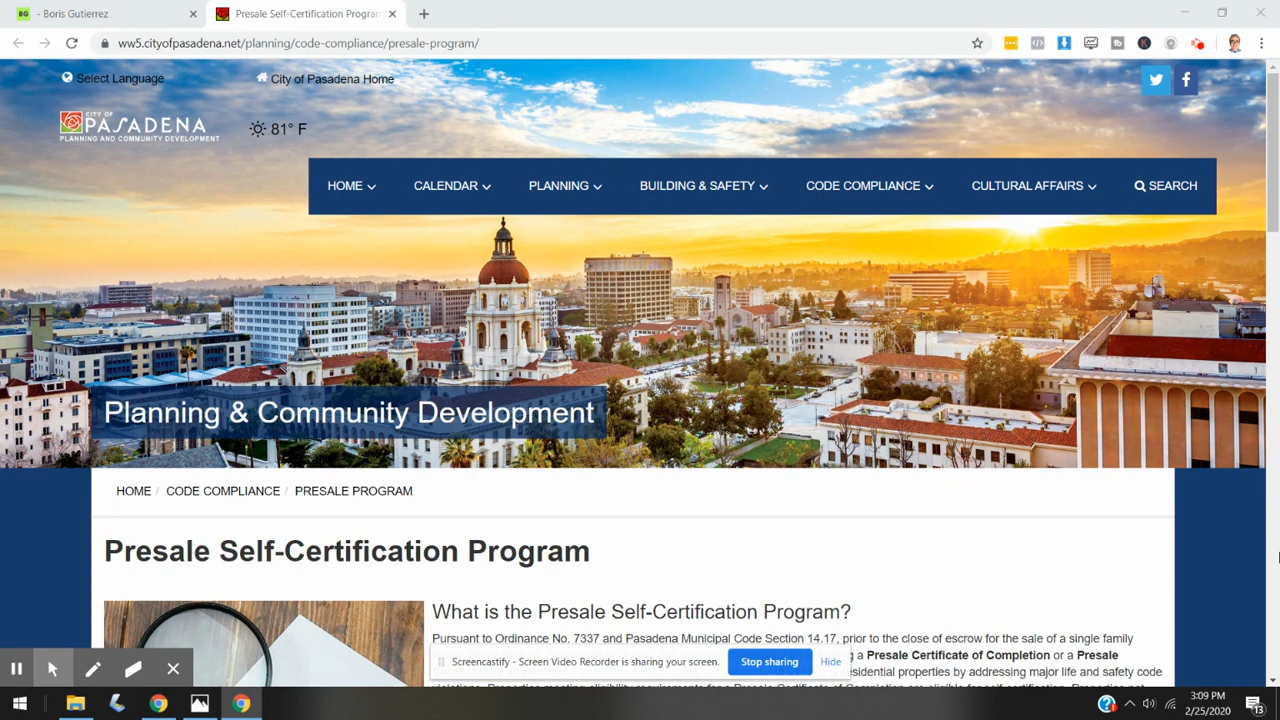 BG - Boris Gutierrez
Presale Self-Certification Program
ww5.cityofpasadena.net/planning/code-compliance/presale-program/
Select Language
City of Pasadena Home
CITY OF
PASADENA
PLANNING AND COMMUNITY DEVELOPMENT
81° F
HOME CALENDAR PLANNING BUILDING & SAFETY CODE COMPLIANCE CULTURAL AFFAIRS SEARCH
Planning & Community Development
HOME / CODE COMPLIANCE / PRESALE PROGRAM
Presale Self-Certification Program
What is the Presale Self-Certification Program?
Pursuant to Ordinance No. 7337 and Pasadena Municipal Code Section 14.17, prior to the close of escrow for the sale of a single family
g a Presale Certificate of Completion or a Presale
Screencastify - Screen Video Recorder is sharing your screen. Stop sharing Hide
residential properties by addressing major life and safety code
3:09 PM
2/25/2020
13